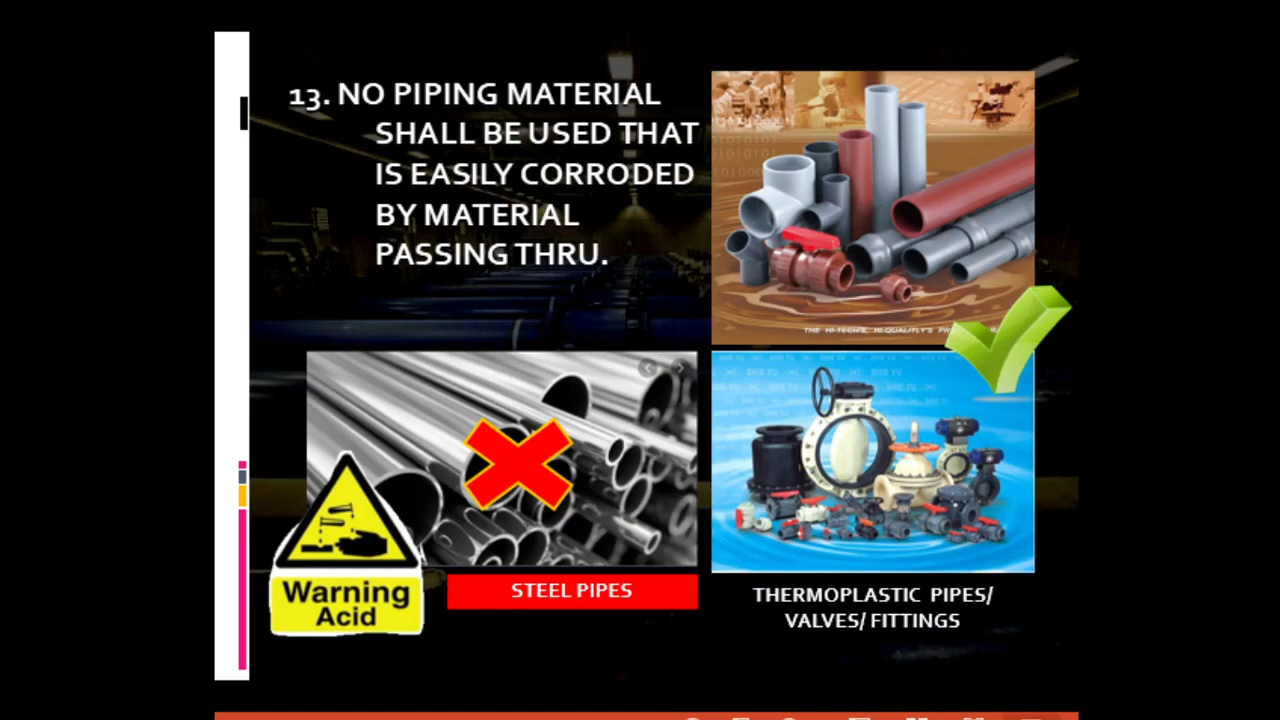 13. NO PIPING MATERIAL
SHALL BE USED THAT
IS EASILY CORRODED
BY MATERIAL
PASSING THRU.
Warning
Acid
STEEL PIPES
THERMOPLASTIC PIPES/
VALVES/ FITTINGS